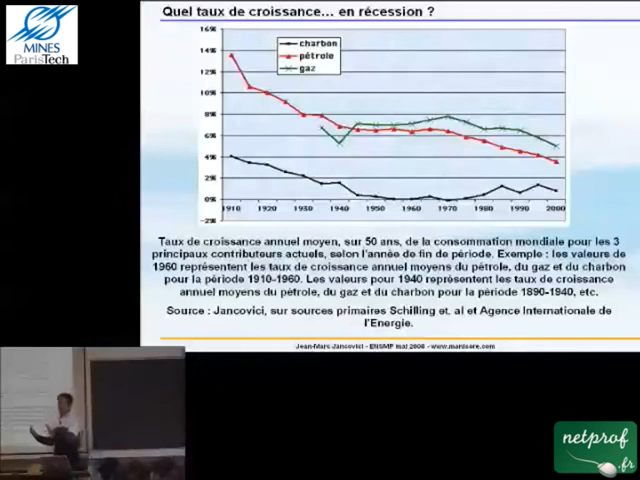 Quel taux de croissance... en récession ?
MINES
ParisTech
16%
14%
12%
10%
8%
6%
4%
2%
0%
-2%
charbon
pétrole
gaz
1910 1920 1930 1940 1950 1960 1970 1980 1990 2000
Taux de croissance annuel moyen, sur 50 ans, de la consommation mondiale pour les 3
principaux contributeurs actuels, selon l'année de fin de période. Exemple : les valeurs de
1960 représentent les taux de croissance annuel moyens du pétrole, du gaz et du charbon
pour la période 1910-1960. Les valeurs pour 1940 représentent les taux de croissance
annuel moyens du pétrole, du gaz et du charbon pour la période 1890-1940, etc.
Source : Jancovici, sur sources primaires Schilling et. al et Agence Internationale de
l'Energie.
Jean-Marc Jancovici - ENSMP mai 2008 - www.manicore.com
netprof
.fr